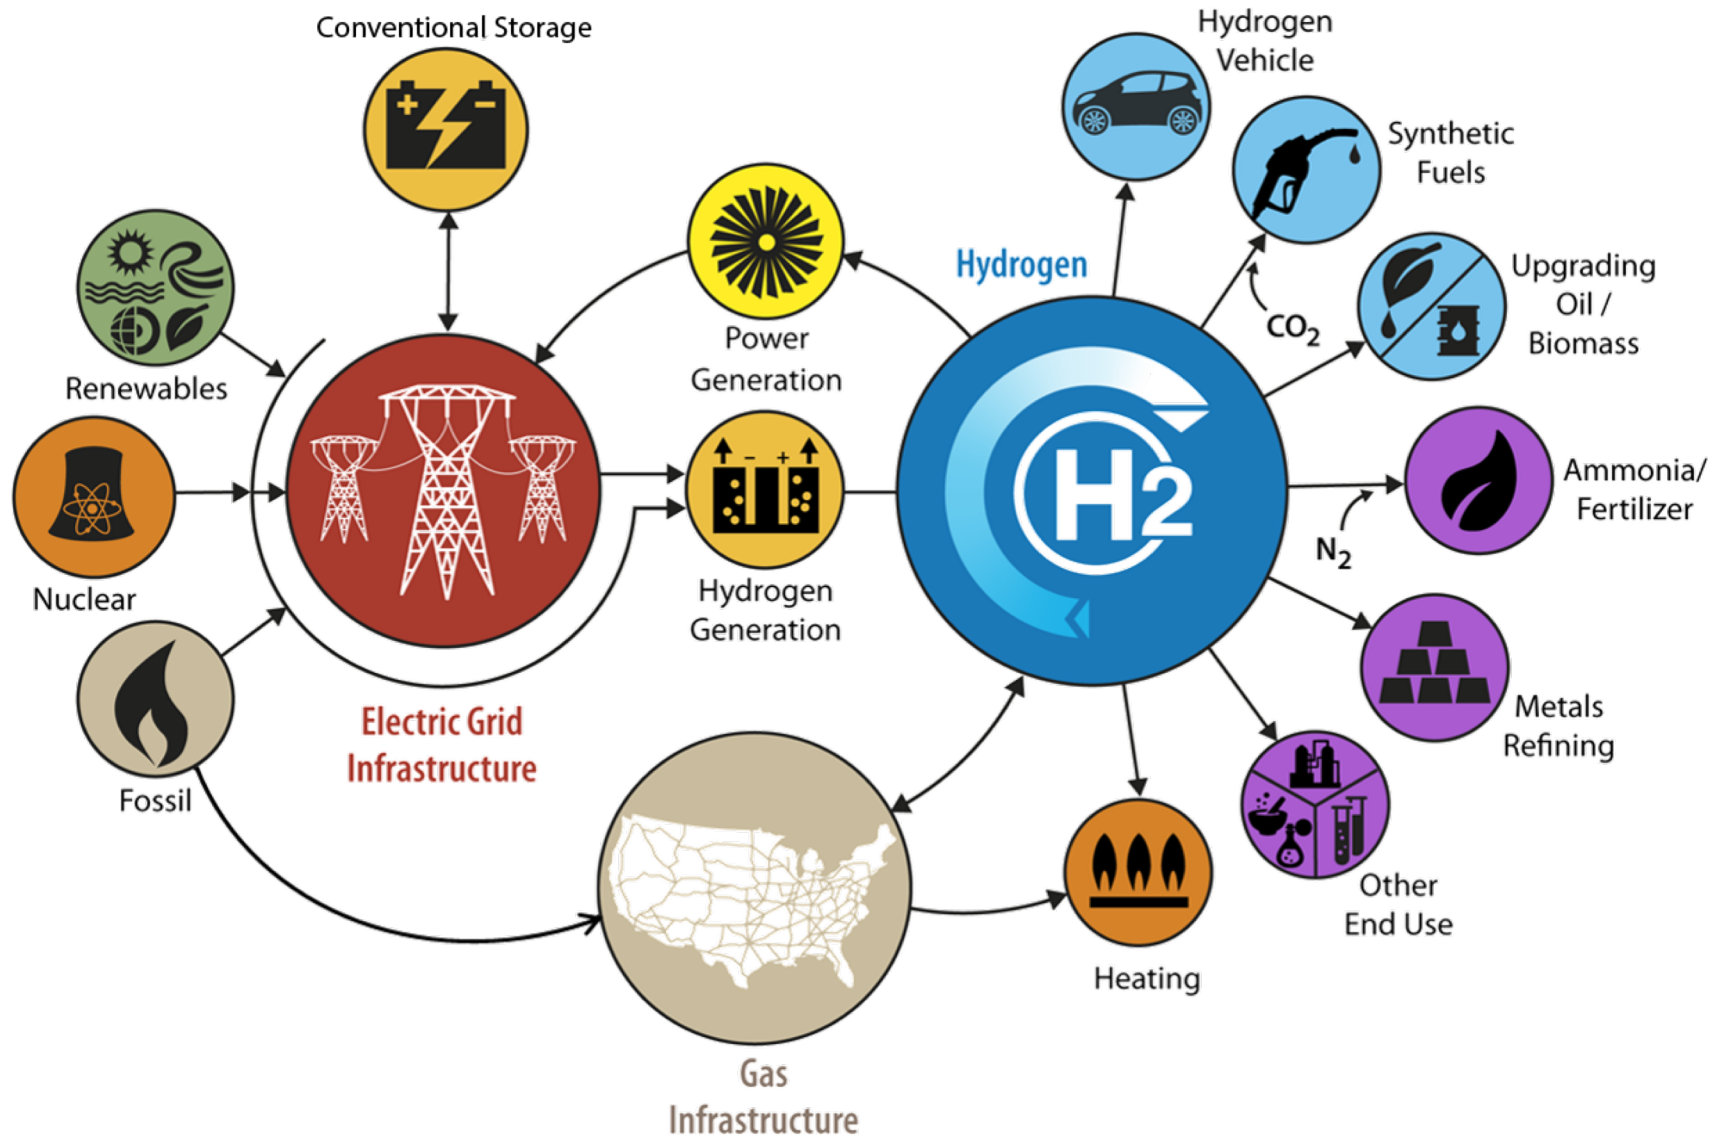 Conventional Storage
Hydrogen
Vehicle
Synthetic
Fuels
Hydrogen
Upgrading
Oil /
Biomass
CO2
Renewables
Power
Generation
H2
Ammonia/
Fertilizer
N2
Nuclear
Hydrogen
Generation
Electric Grid
Infrastructure
Metals
Refining
Fossil
Other
End Use
Heating
Gas
Infrastructure